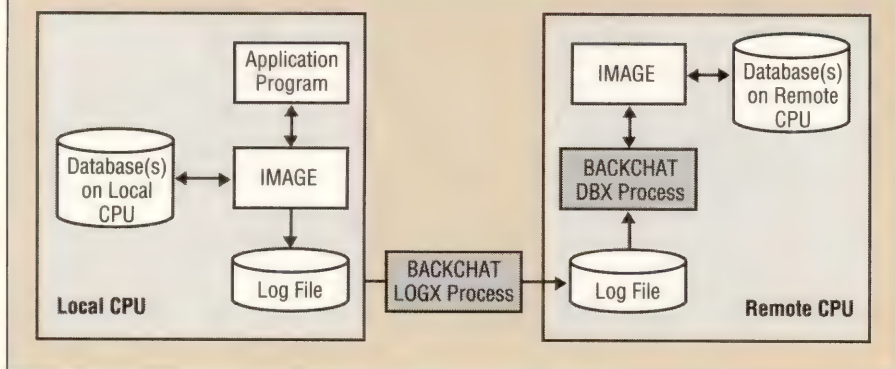 Application
Program
Database(s)
on Local
CPU
IMAGE
Log File
Local CPU
BACKCHAT
LOGX Process
IMAGE
Database(s)
on Remote
CPU
BACKCHAT
DBX Process
Log File
Remote CPU